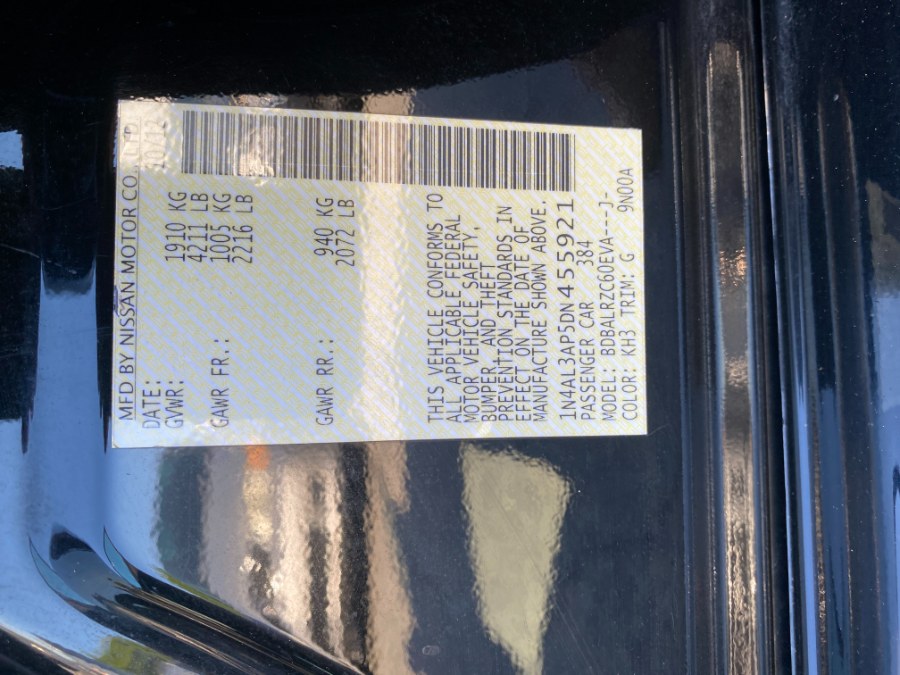 MFD BY NISSAN MOTOR CO., LTD
DATE: 10/12
GVWR: 1910 KG
4211 LB
GAWR FR.: 1005 KG
2216 LB
GAWR RR.: 940 KG
2072 LB
THIS VEHICLE CONFORMS TO
ALL APPLICABLE FEDERAL
MOTOR VEHICLE SAFETY,
BUMPER AND THEFT
PREVENTION STANDARDS IN
EFFECT ON THE DATE OF
MANUFACTURE SHOWN ABOVE.
1N4AL3AP5DN455921
PASSENGER CAR 384
MODEL: BDBALRZC60EVA---J-
COLOR: KH3 TRIM: G 9N00A